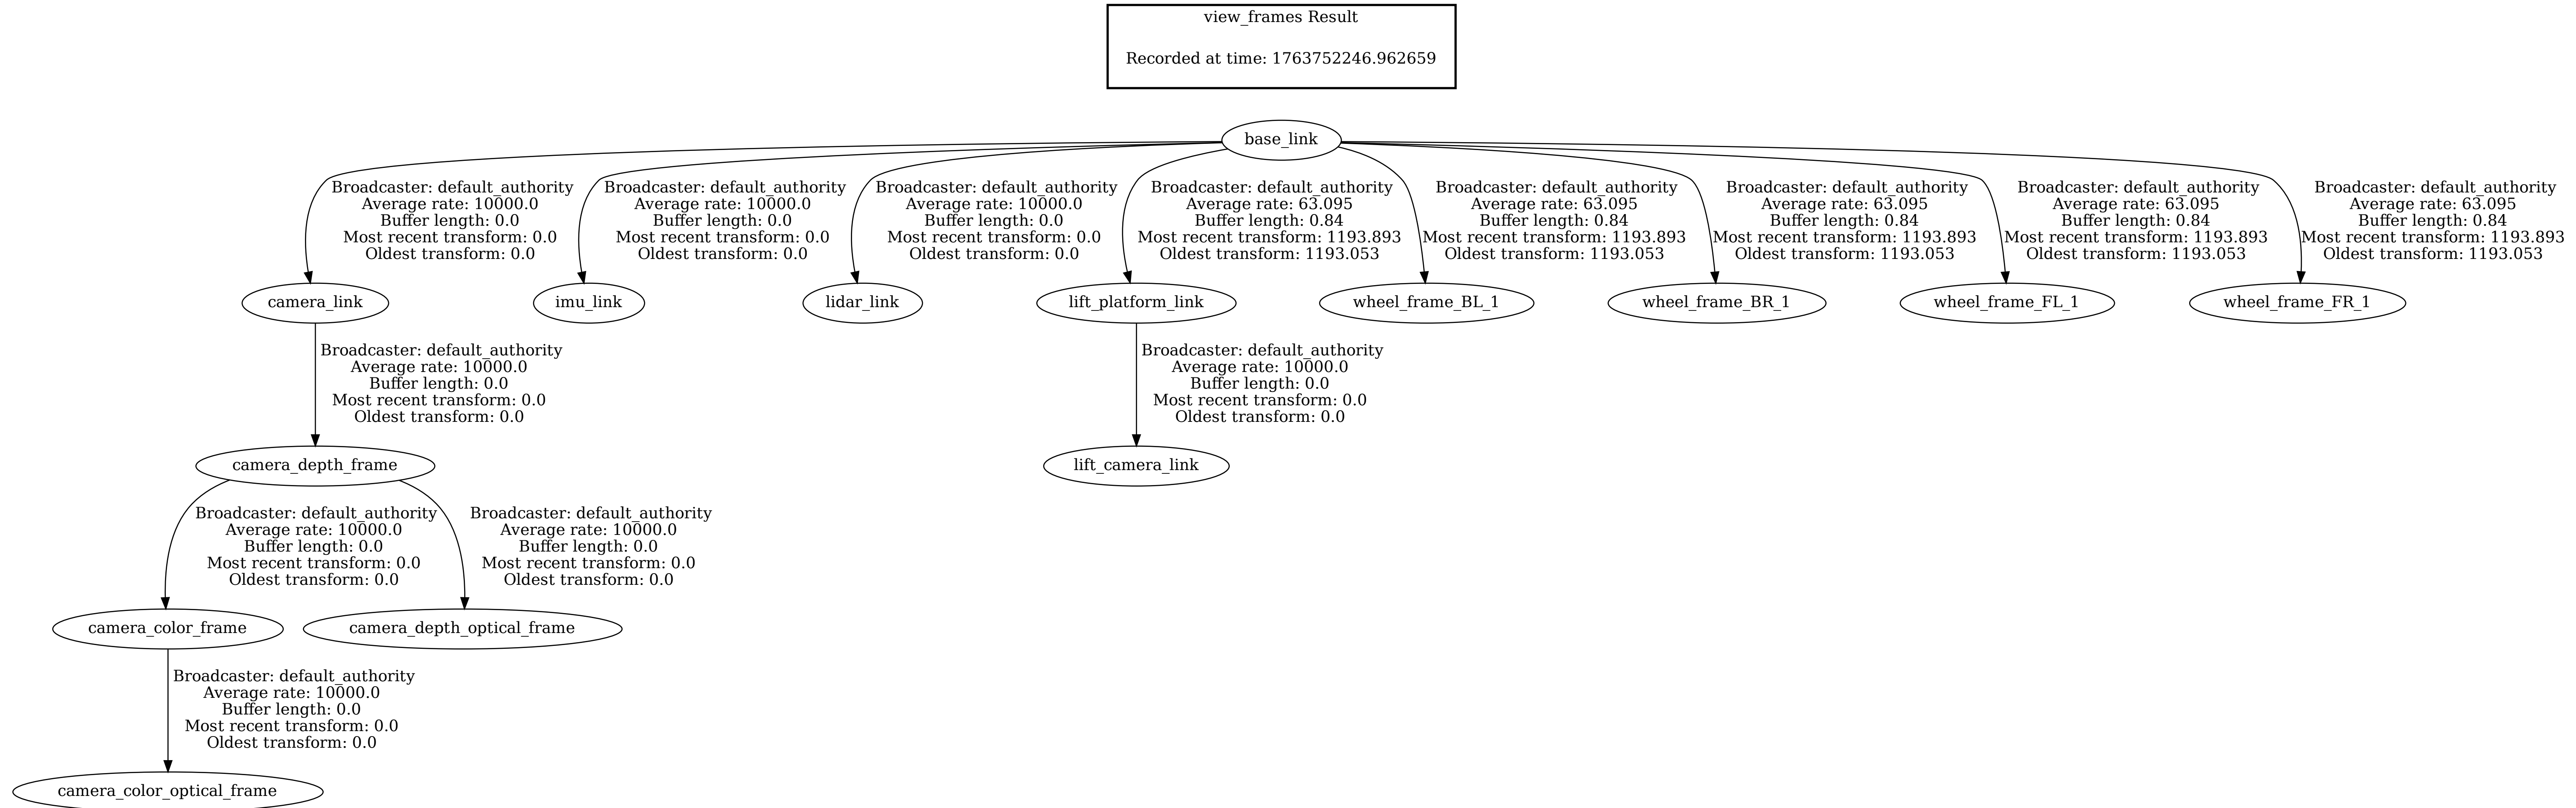 view_frames Result
Recorded at time: 1763752246.962659
base_link
Broadcaster: default_authority
Average rate: 10000.0
Buffer length: 0.0
Most recent transform: 0.0
Oldest transform: 0.0
Broadcaster: default_authority
Average rate: 10000.0
Buffer length: 0.0
Most recent transform: 0.0
Oldest transform: 0.0
Broadcaster: default_authority
Average rate: 10000.0
Buffer length: 0.0
Most recent transform: 0.0
Oldest transform: 0.0
Broadcaster: default_authority
Average rate: 63.095
Buffer length: 0.84
Most recent transform: 1193.893
Oldest transform: 1193.053
Broadcaster: default_authority
Average rate: 63.095
Buffer length: 0.84
Most recent transform: 1193.893
Oldest transform: 1193.053
Broadcaster: default_authority
Average rate: 63.095
Buffer length: 0.84
Most recent transform: 1193.893
Oldest transform: 1193.053
Broadcaster: default_authority
Average rate: 63.095
Buffer length: 0.84
Most recent transform: 1193.893
Oldest transform: 1193.053
Broadcaster: default_authority
Average rate: 63.095
Buffer length: 0.84
Most recent transform: 1193.893
Oldest transform: 1193.053
camera_link
imu_link
lidar_link
lift_platform_link
wheel_frame_BL_1
wheel_frame_BR_1
wheel_frame_FL_1
wheel_frame_FR_1
Broadcaster: default_authority
Average rate: 10000.0
Buffer length: 0.0
Most recent transform: 0.0
Oldest transform: 0.0
Broadcaster: default_authority
Average rate: 10000.0
Buffer length: 0.0
Most recent transform: 0.0
Oldest transform: 0.0
camera_depth_frame
lift_camera_link
Broadcaster: default_authority
Average rate: 10000.0
Buffer length: 0.0
Most recent transform: 0.0
Oldest transform: 0.0
Broadcaster: default_authority
Average rate: 10000.0
Buffer length: 0.0
Most recent transform: 0.0
Oldest transform: 0.0
camera_color_frame
camera_depth_optical_frame
Broadcaster: default_authority
Average rate: 10000.0
Buffer length: 0.0
Most recent transform: 0.0
Oldest transform: 0.0
camera_color_optical_frame